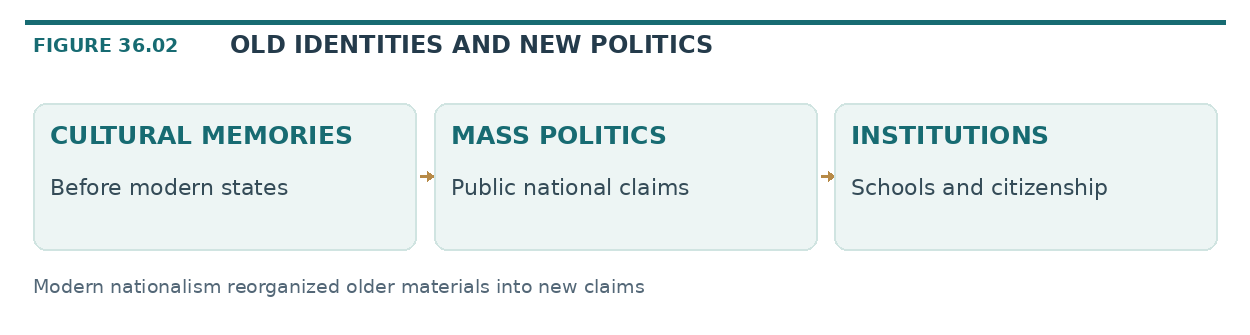 FIGURE 36.02 OLD IDENTITIES AND NEW POLITICS
CULTURAL MEMORIES
Before modern states
MASS POLITICS
Public national claims
INSTITUTIONS
Schools and citizenship
Modern nationalism reorganized older materials into new claims